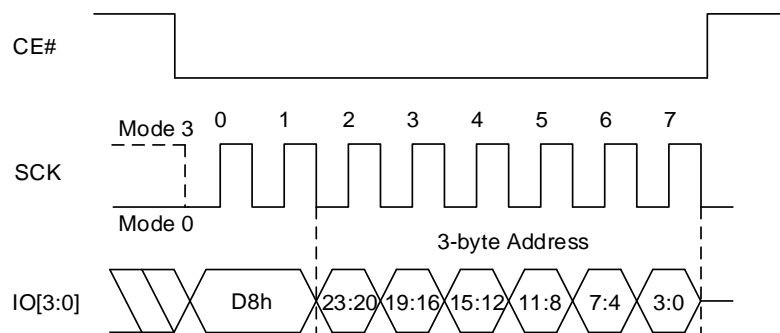 CE#
Mode 3 0 1 2 3 4 5 6 7
SCK
Mode 0
3-byte Address
IO[3:0] D8h 23:20 19:16 15:12 11:8 7:4 3:0